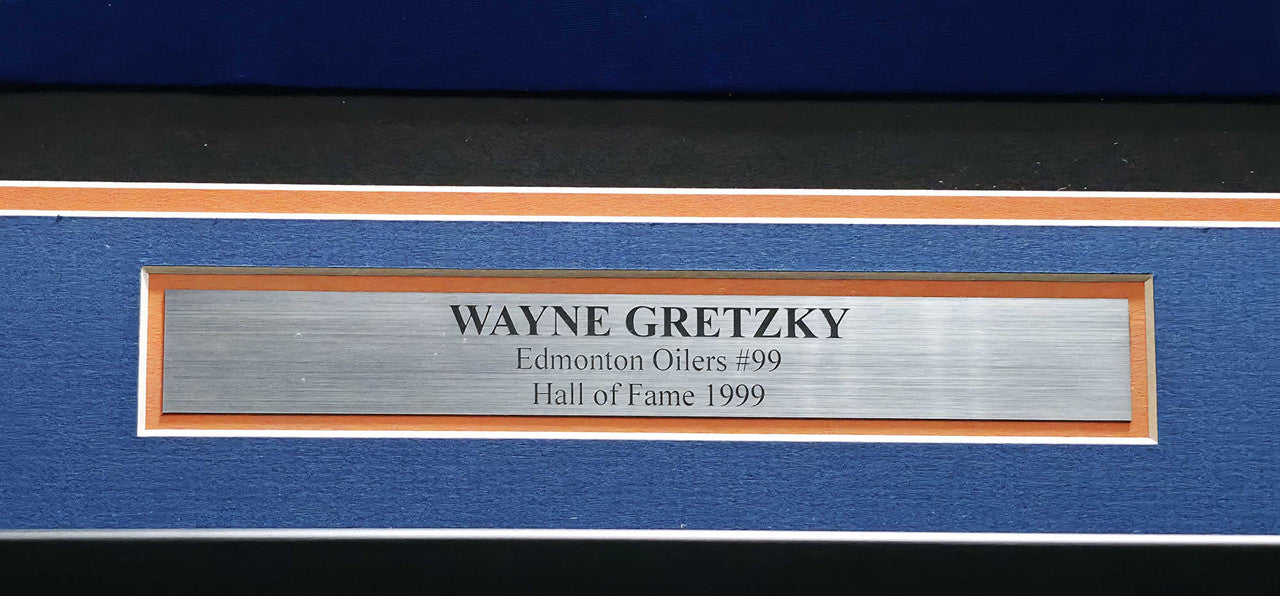 WAYNE GRETZKY
Edmonton Oilers #99
Hall of Fame 1999